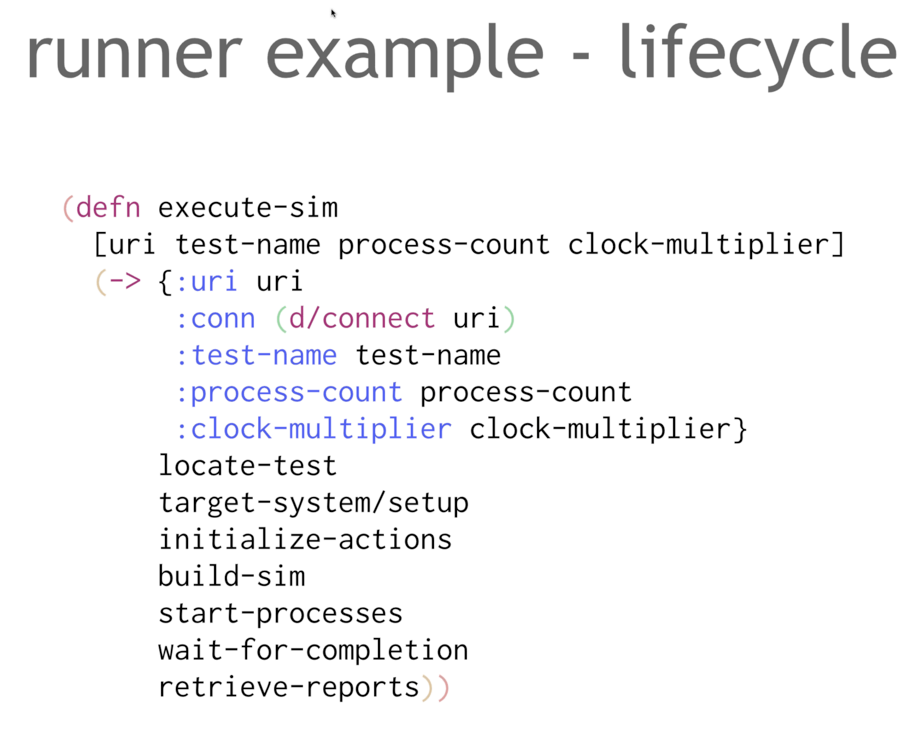 runner example - lifecycle
(defn execute-sim
  [uri test-name process-count clock-multiplier]
  (-> {:uri uri
       :conn (d/connect uri)
       :test-name test-name
       :process-count process-count
       :clock-multiplier clock-multiplier}
      locate-test
      target-system/setup
      initialize-actions
      build-sim
      start-processes
      wait-for-completion
      retrieve-reports))